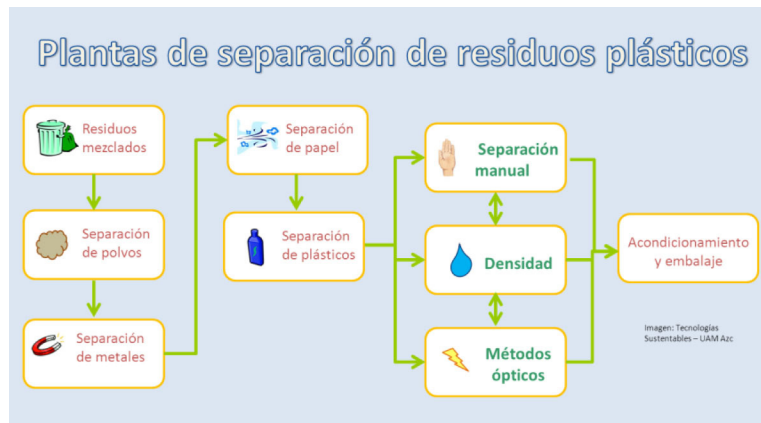 Plantas de separación de residuos plásticos
Residuos
mezclados
Separación
de polvos
Separación
de metales
Separación
de papel
Separación
de plásticos
Separación
manual
Densidad
Métodos
ópticos
Acondicionamiento
y embalaje
Imagen: Tecnologías
Sustentables – UAM Azc